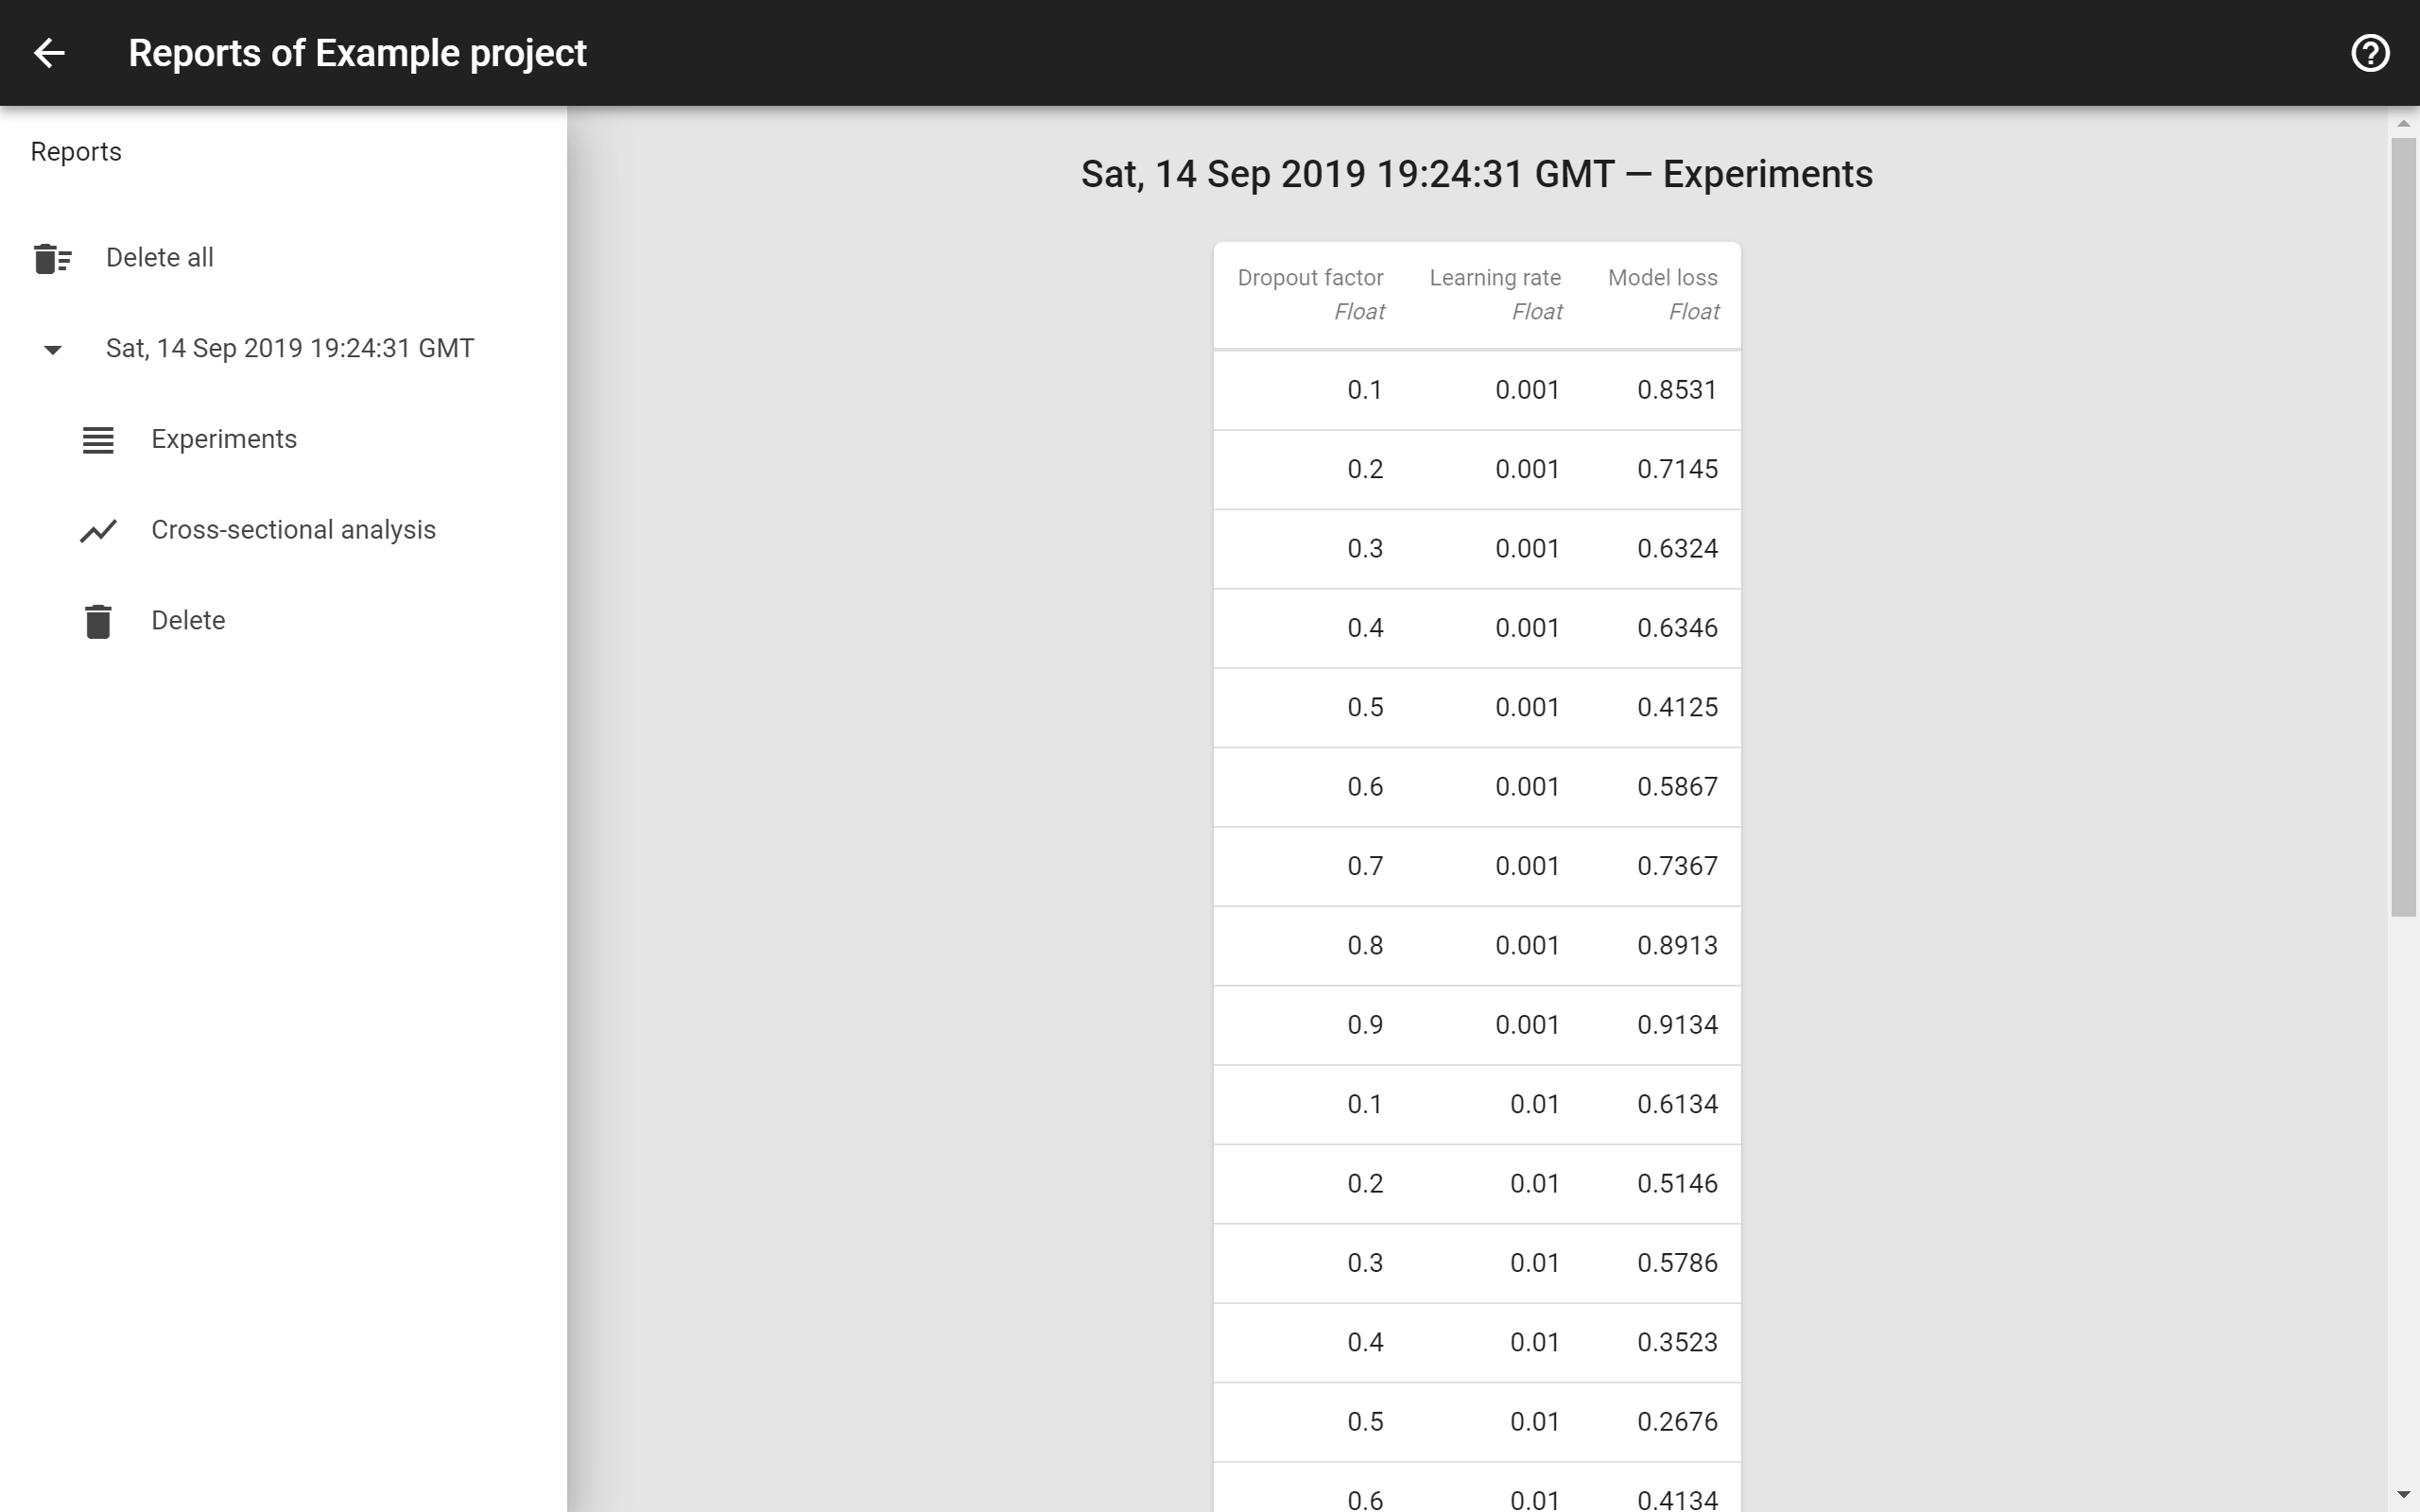 Reports of Example project
Reports
Delete all
Sat, 14 Sep 2019 19:24:31 GMT
Experiments
Cross-sectional analysis
Delete
Sat, 14 Sep 2019 19:24:31 GMT — Experiments
Dropout factor Learning rate Model loss
Float Float Float
0.1 0.001 0.8531
0.2 0.001 0.7145
0.3 0.001 0.6324
0.4 0.001 0.6346
0.5 0.001 0.4125
0.6 0.001 0.5867
0.7 0.001 0.7367
0.8 0.001 0.8913
0.9 0.001 0.9134
0.1 0.01 0.6134
0.2 0.01 0.5146
0.3 0.01 0.5786
0.4 0.01 0.3523
0.5 0.01 0.2676
0.6 0.01 0.4134